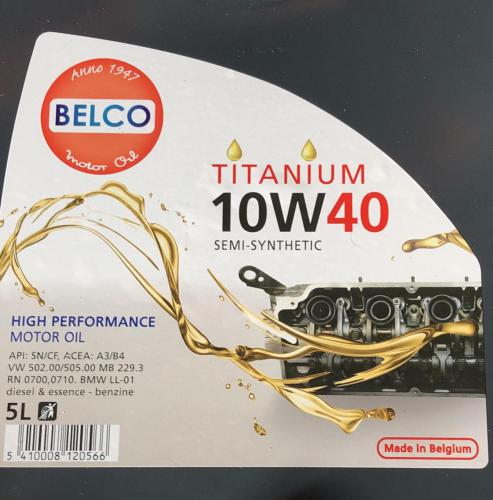 Anno 1947
BELCO
Motor Oil
TITANIUM
10W40
SEMI-SYNTHETIC
HIGH PERFORMANCE
MOTOR OIL
API: SN/CF, ACEA: A3/B4
VW 502.00/505.00 MB 229.3
RN 0700,0710. BMW LL-01
diesel & essence - benzine
5L
5 410008 120566
Made in Belgium